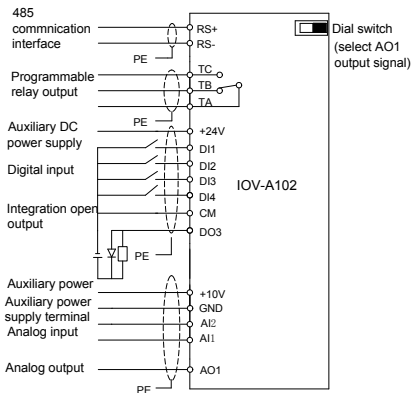 485
commnication
interface
RS+
RS-
PE
Dial switch
(select AO1
output signal)
Programmable
relay output
TC
TB
TA
PE
Auxiliary DC
power supply
+24V
DI1
Digital input
DI2
DI3
DI4
IOV-A102
Integration open
output
CM
DO3
PE
Auxiliary power
+10V
Auxiliary power
supply terminal
GND
Analog input
AI2
AI1
Analog output
AO1
PE